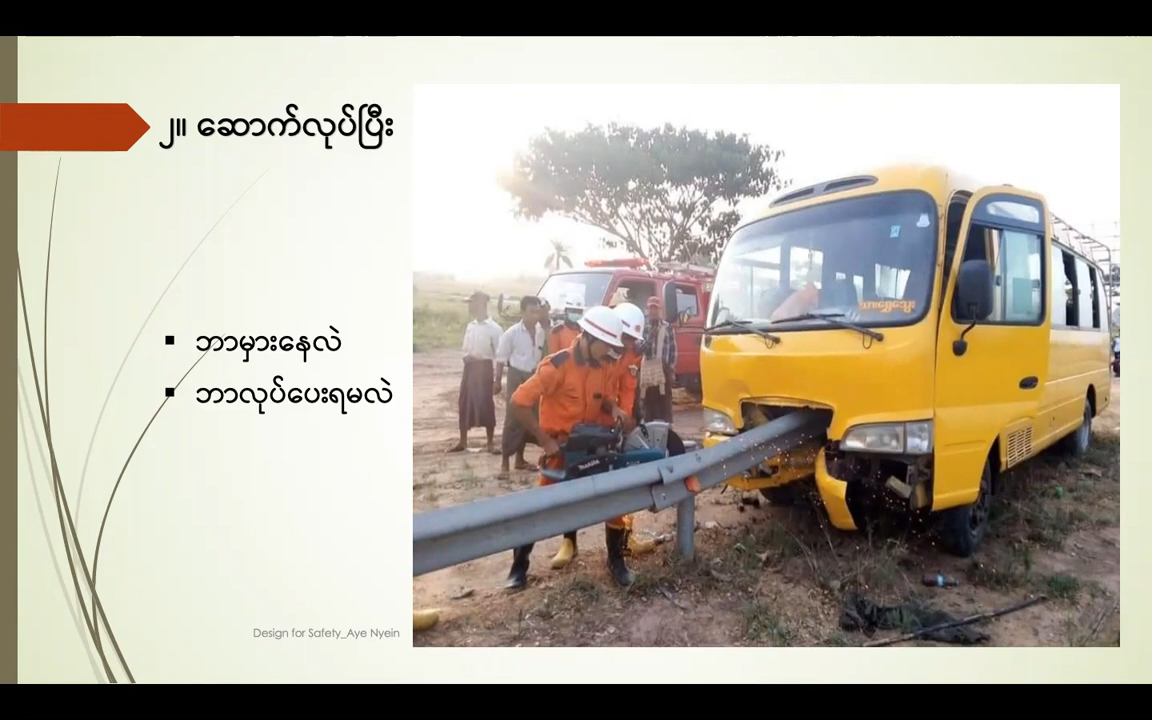 ၂။ ဆောက်လုပ်ပြီး
▪ ဘာမှားနေလဲ
▪ ဘာလုပ်ပေးရမလဲ
Design for Safety_Aye Nyein
makita